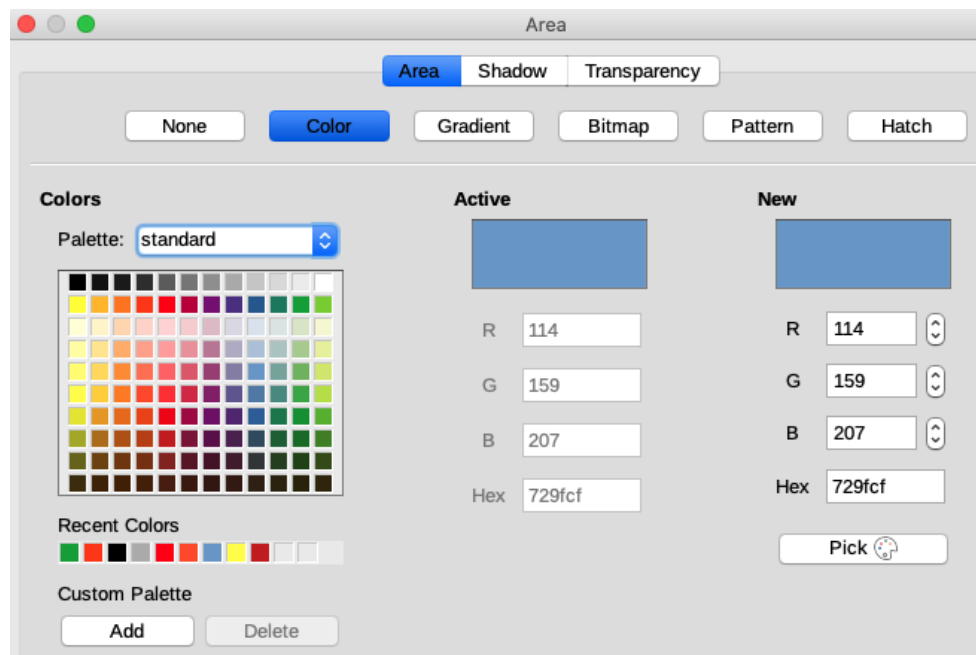 Area
Area Shadow Transparency
None Color Gradient Bitmap Pattern Hatch
Colors
Palette: standard
Recent Colors
Custom Palette
Add Delete
Active
R 114
G 159
B 207
Hex 729fcf
New
R 114
G 159
B 207
Hex 729fcf
Pick